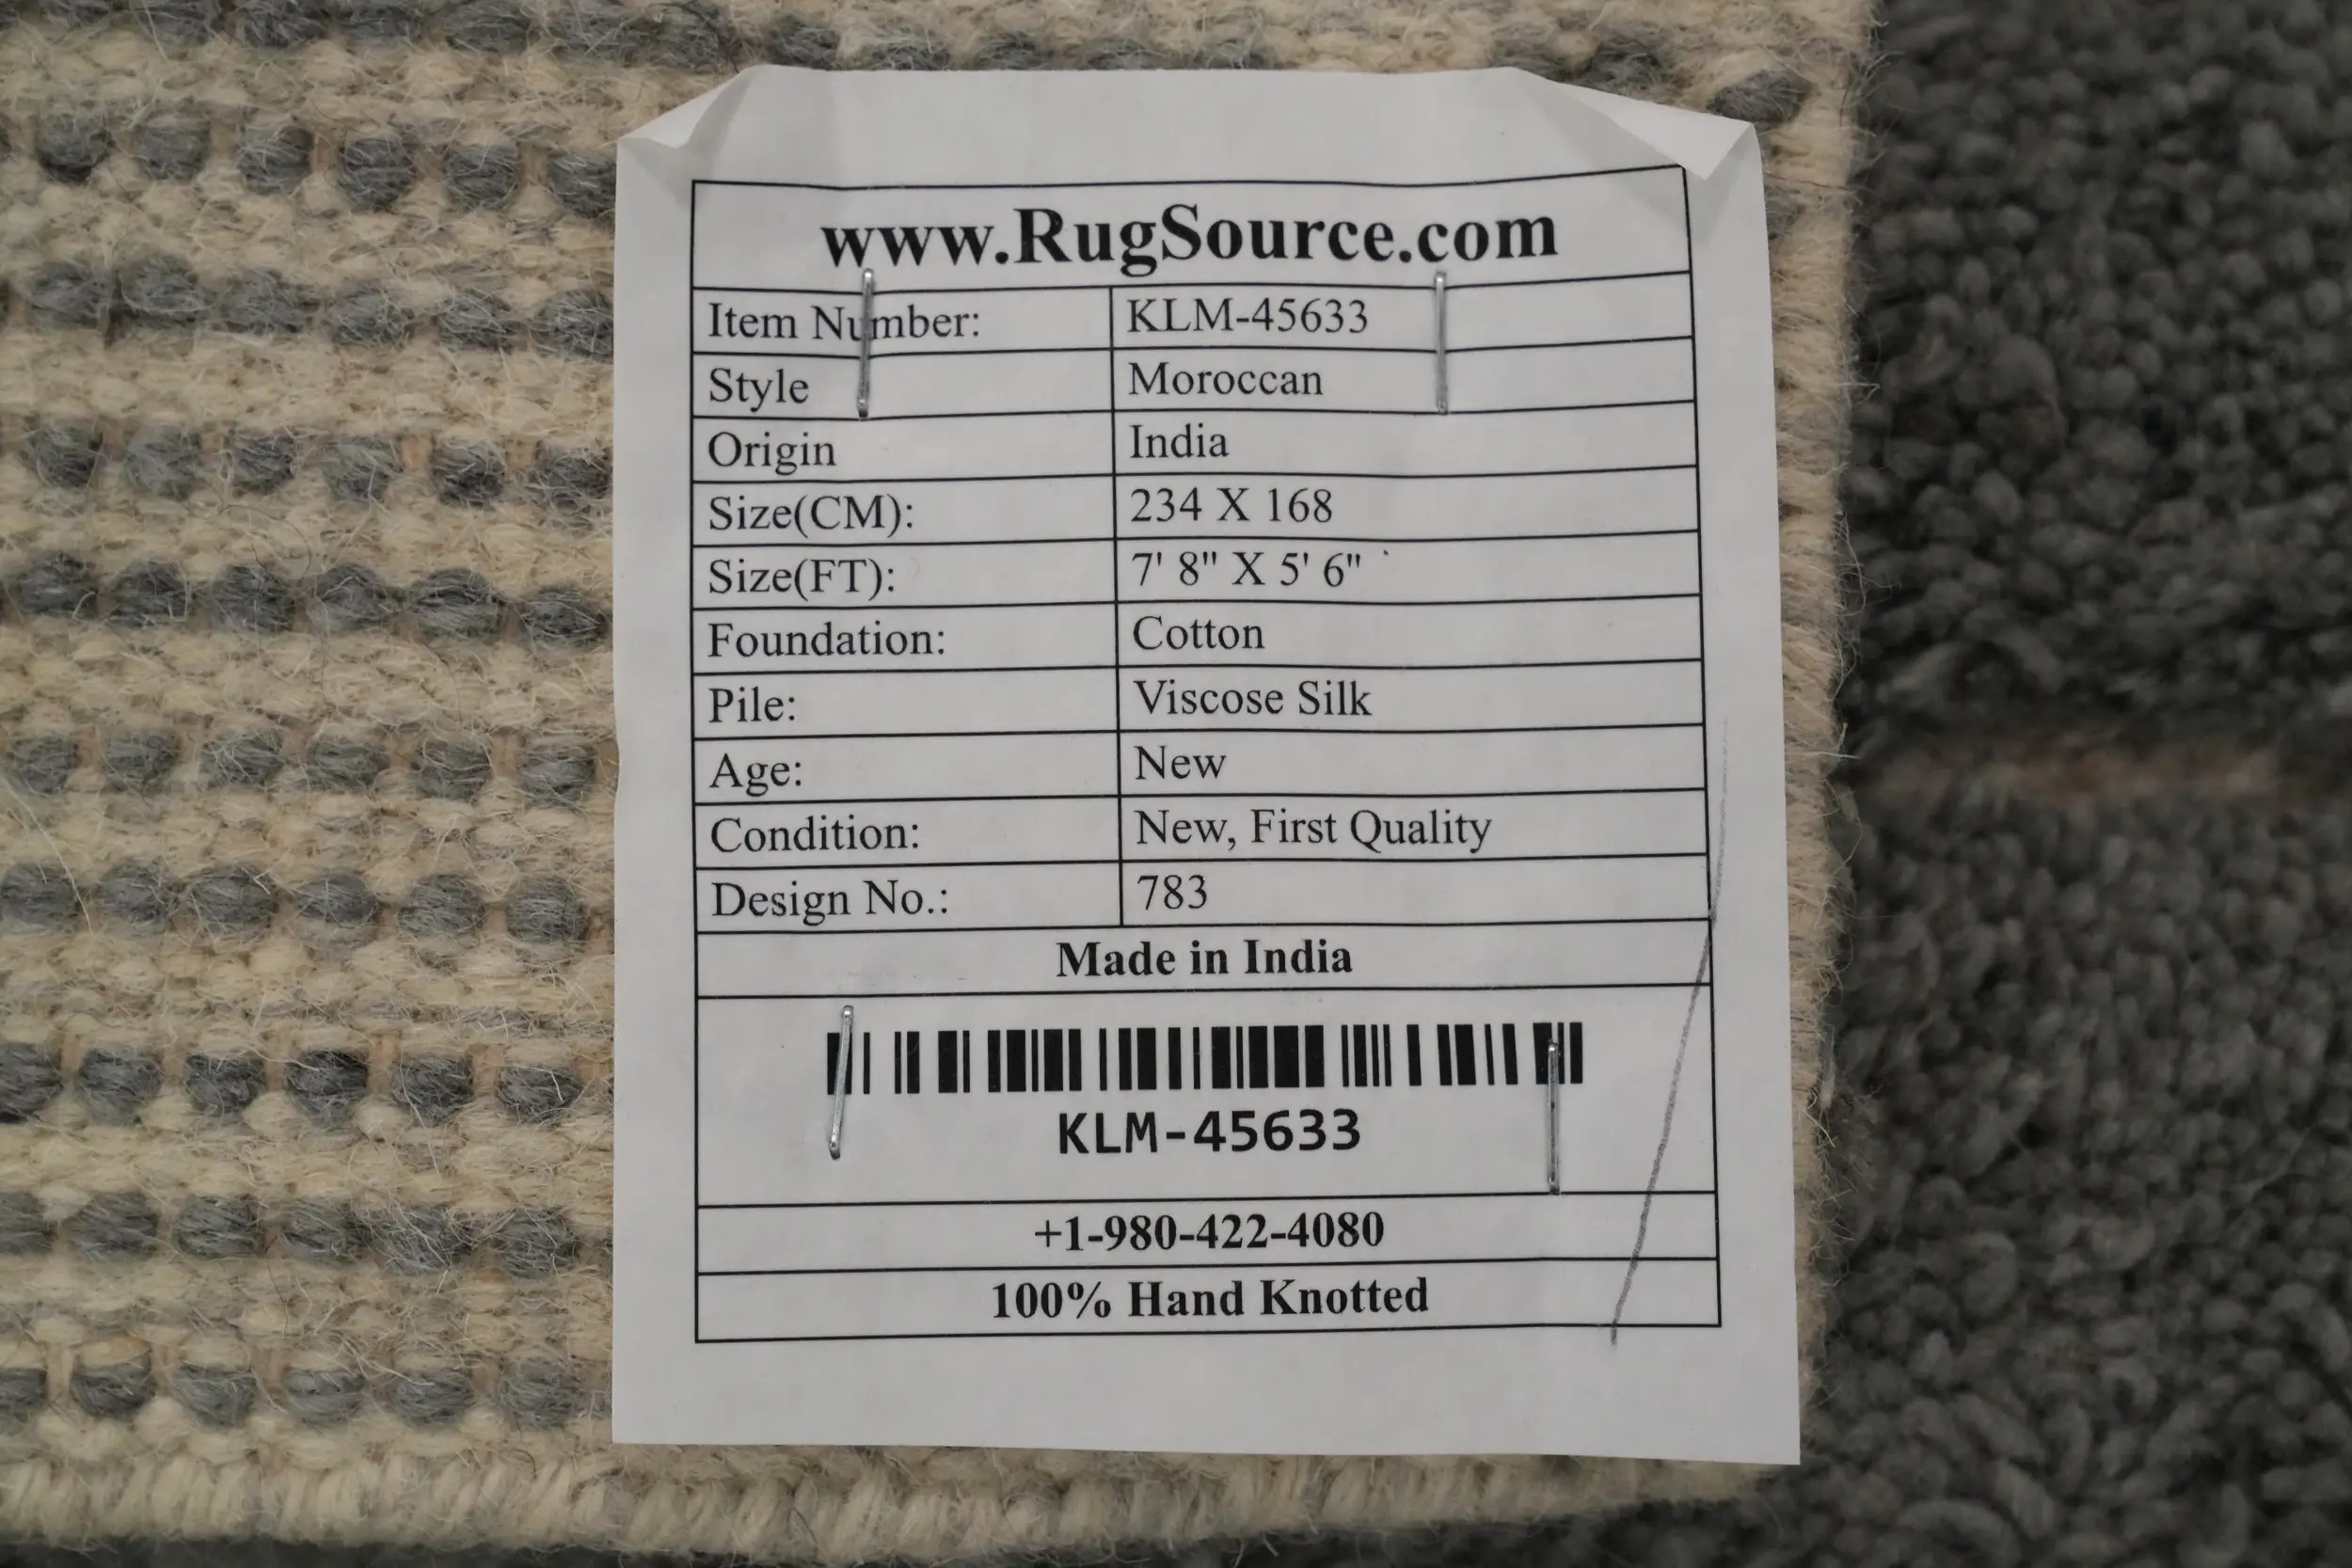 www.RugSource.com
Item Number: KLM-45633
Style Moroccan
Origin India
Size(CM): 234 X 168
Size(FT): 7' 8" X 5' 6"
Foundation: Cotton
Pile: Viscose Silk
Age: New
Condition: New, First Quality
Design No.: 783
Made in India
KLM-45633
+1-980-422-4080
100% Hand Knotted